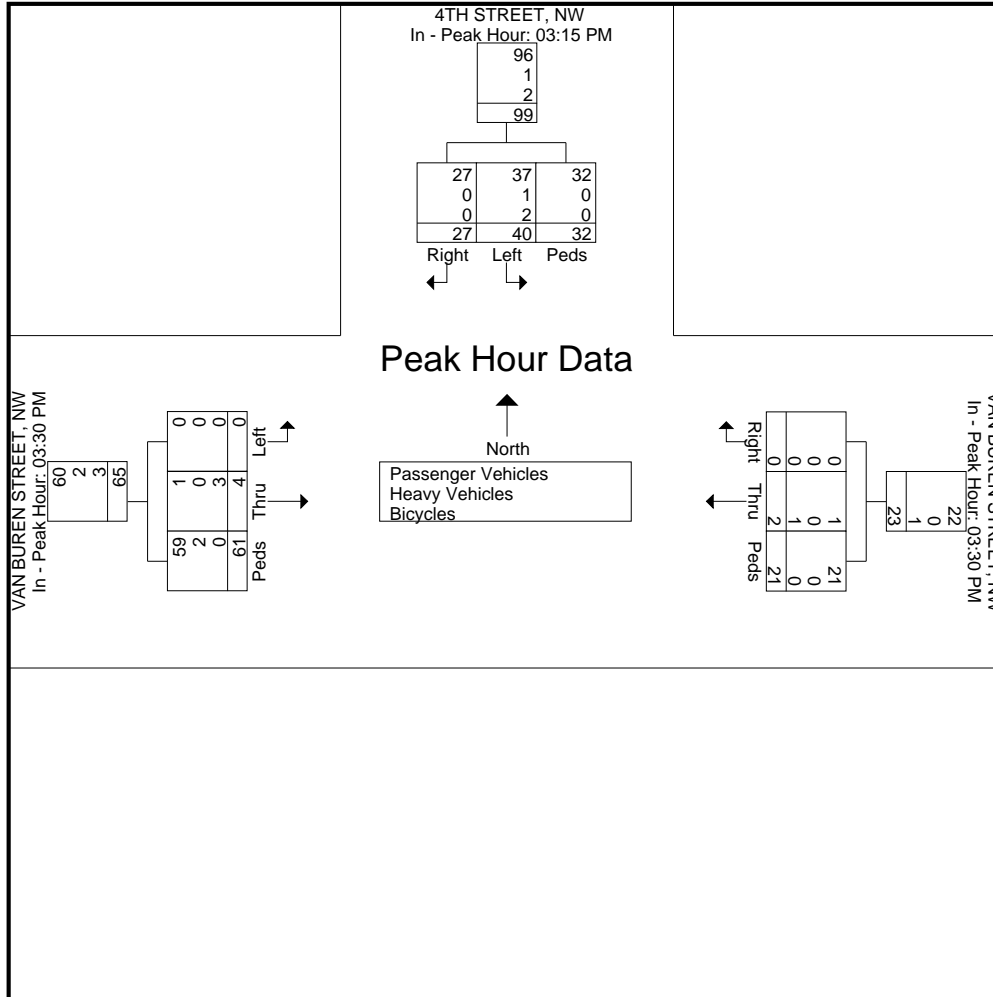 4TH STREET, NW
In - Peak Hour: 03:15 PM
96
1
2
99
27 37 32
0 1 0
0 2 0
27 40 32
Right Left Peds
Peak Hour Data
North
Passenger Vehicles
Heavy Vehicles
Bicycles
VAN BUREN STREET, NW
In - Peak Hour: 03:30 PM
60
2
3
65
0 0 0 0
Left
1 0 3 4
Thru
59 2 0 61
Peds
VAN BUREN STREET, NW
In - Peak Hour: 03:30 PM
22
0
1
23
Right
0 0 0 0
Thru
2 1 0 1
Peds
21 0 0 21